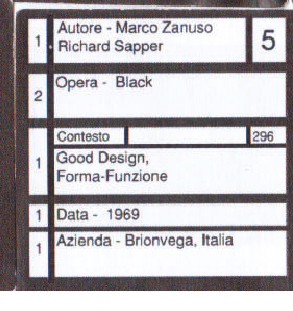 1 Autore - Marco Zanuso 5
Richard Sapper
2 Opera - Black
Contesto 296
1 Good Design,
Forma-Funzione
1 Data - 1969
1 Azienda - Brionvega, Italia